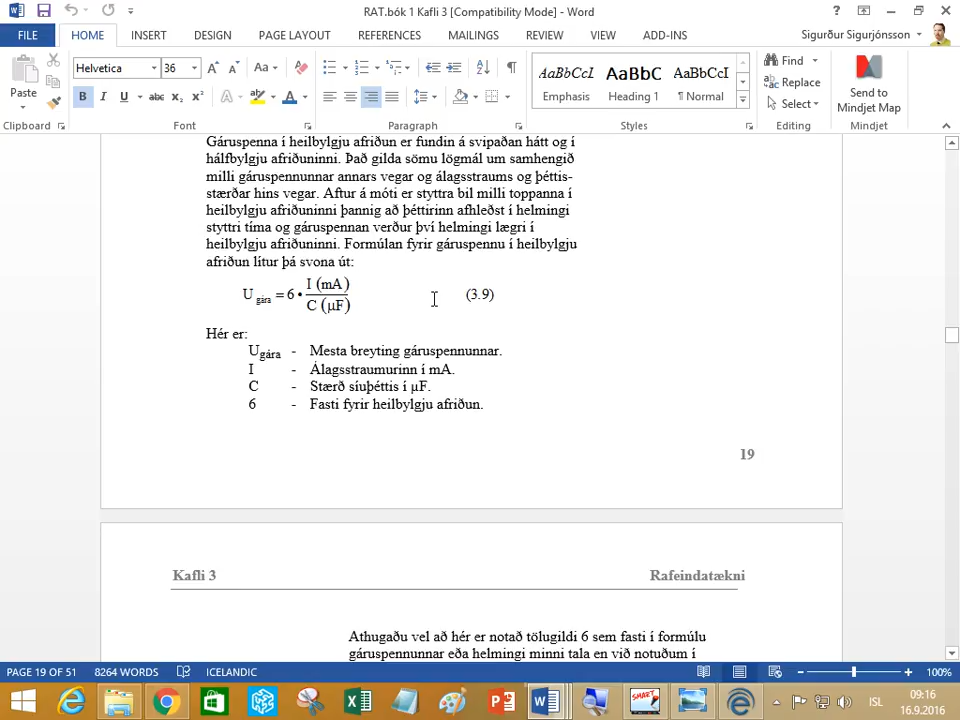 RAT.bók 1 Kafli 3 [Compatibility Mode] - Word
FILE HOME INSERT DESIGN PAGE LAYOUT REFERENCES MAILINGS REVIEW VIEW ADD-INS Sigurður Sigurjónsson
Helvetica 36
Paste
B I U abc x₂ x²
AaBbCcI AaBbC AaBbCcI
Emphasis Heading 1 ¶ Normal
Find
Replace
Select
Send to
Mindjet Map
Clipboard Font Paragraph Styles Editing Mindjet
Gáruspenna í heilbylgju afriðun er fundin á svipaðan hátt og í
hálfbylgju afriðuninni. Það gilda sömu lögmál um samhengið
milli gáruspennunnar annars vegar og álagsstraums og þéttis-
stærðar hins vegar. Aftur á móti er styttra bil milli toppanna í
heilbylgju afriðuninni þannig að þéttirinn afhleðst í helmingi
styttri tíma og gáruspennan verður því helmingi lægri í
heilbylgju afriðuninni. Formúlan fyrir gáruspennu í heilbylgju
afriðun lítur þá svona út:
U gára = 6 • I (mA) / C (µF) (3.9)
Hér er:
Ugára - Mesta breyting gáruspennunnar.
I - Álagsstraumurinn í mA.
C - Stærð síuþéttis í µF.
6 - Fasti fyrir heilbylgju afriðun.
19
Kafli 3 Rafeindatækni
Athugaðu vel að hér er notað tölugildi 6 sem fasti í formúlu
gáruspennunnar eða helmingi minni tala en við notuðum í
PAGE 19 OF 51 8264 WORDS ICELANDIC 100%
ISL
09:16
16.9.2016